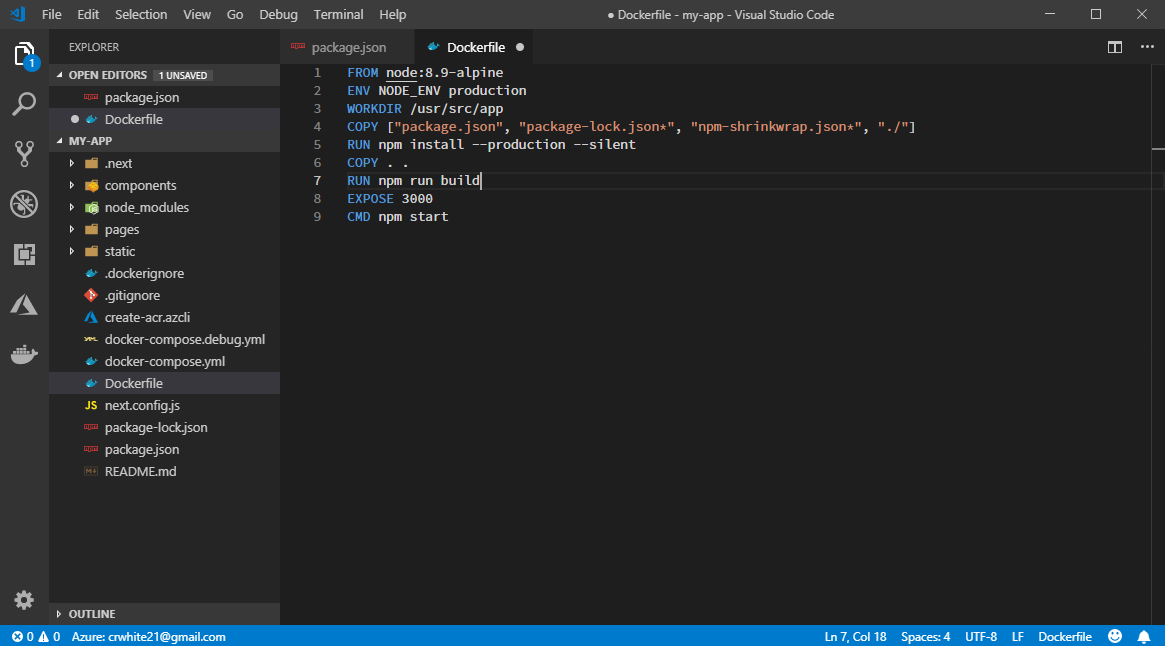 File Edit Selection View Go Debug Terminal Help ● Dockerfile - my-app - Visual Studio Code
1
EXPLORER
OPEN EDITORS 1 UNSAVED
package.json
Dockerfile
MY-APP
.next
components
node_modules
pages
static
.dockerignore
.gitignore
create-acr.azcli
docker-compose.debug.yml
docker-compose.yml
Dockerfile
JS next.config.js
package-lock.json
package.json
README.md
OUTLINE
package.json Dockerfile ●
1 FROM node:8.9-alpine
2 ENV NODE_ENV production
3 WORKDIR /usr/src/app
4 COPY ["package.json", "package-lock.json*", "npm-shrinkwrap.json*", "./"]
5 RUN npm install --production --silent
6 COPY . .
7 RUN npm run build
8 EXPOSE 3000
9 CMD npm start
0 0 Azure: crwhite21@gmail.com Ln 7, Col 18 Spaces: 4 UTF-8 LF Dockerfile